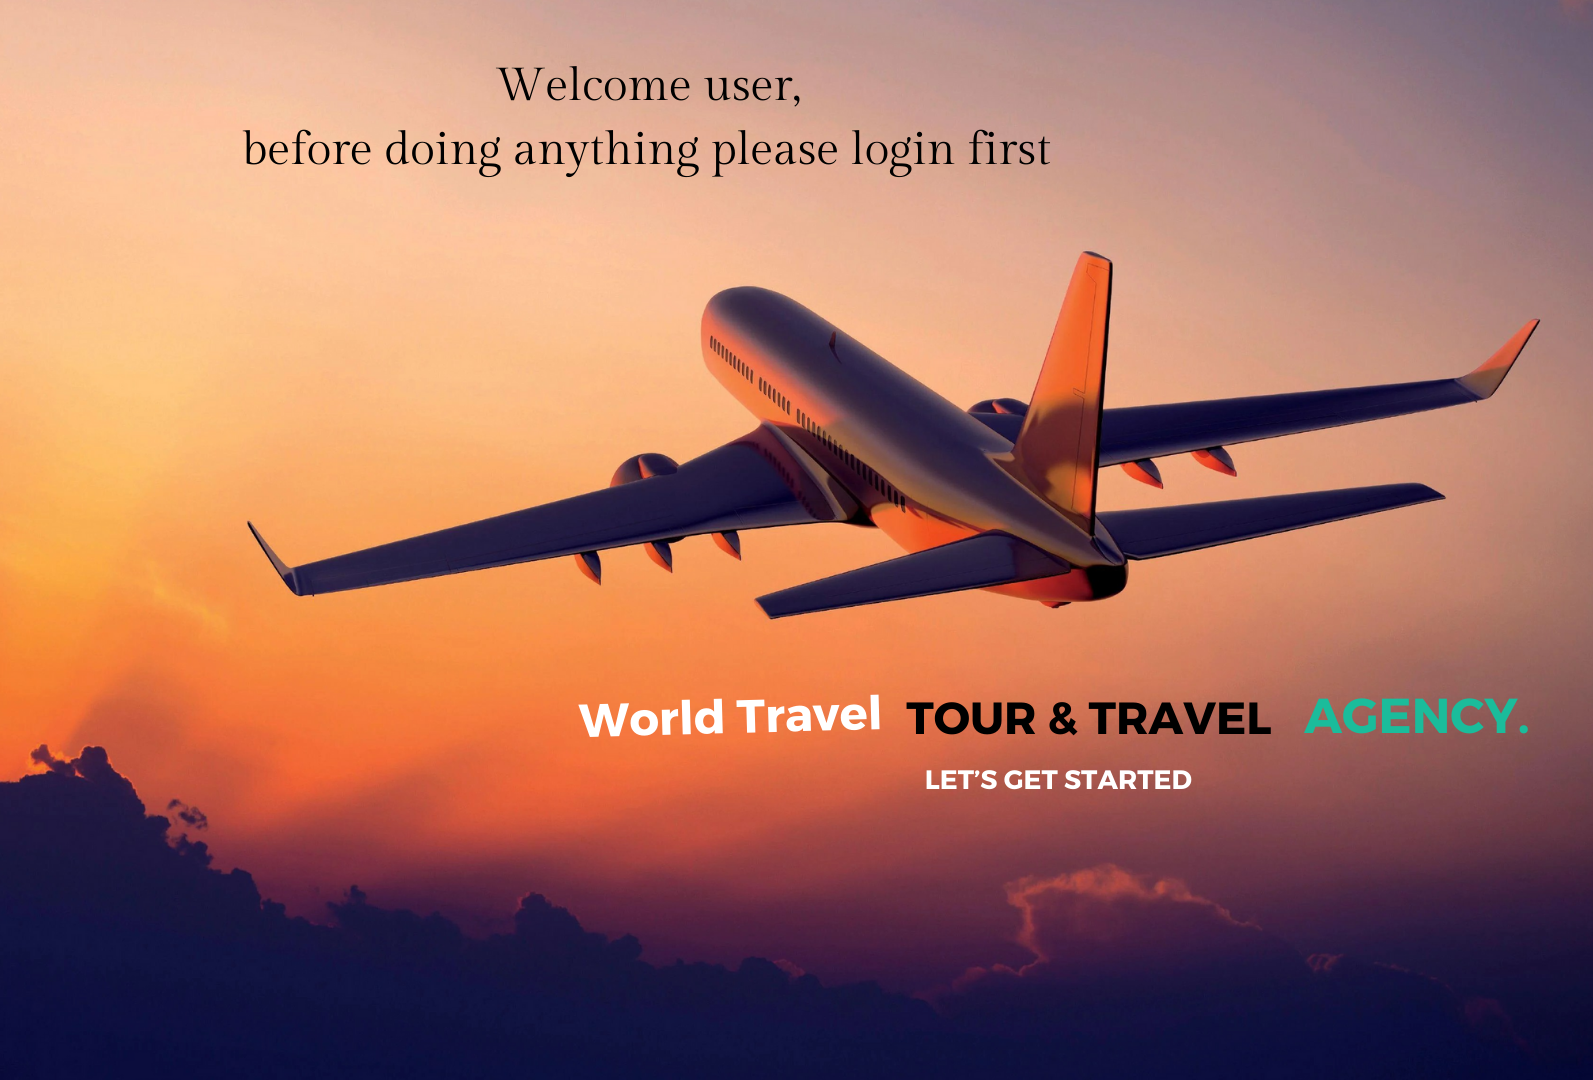 Welcome user,
before doing anything please login first
World Travel TOUR & TRAVEL AGENCY.
LET’S GET STARTED